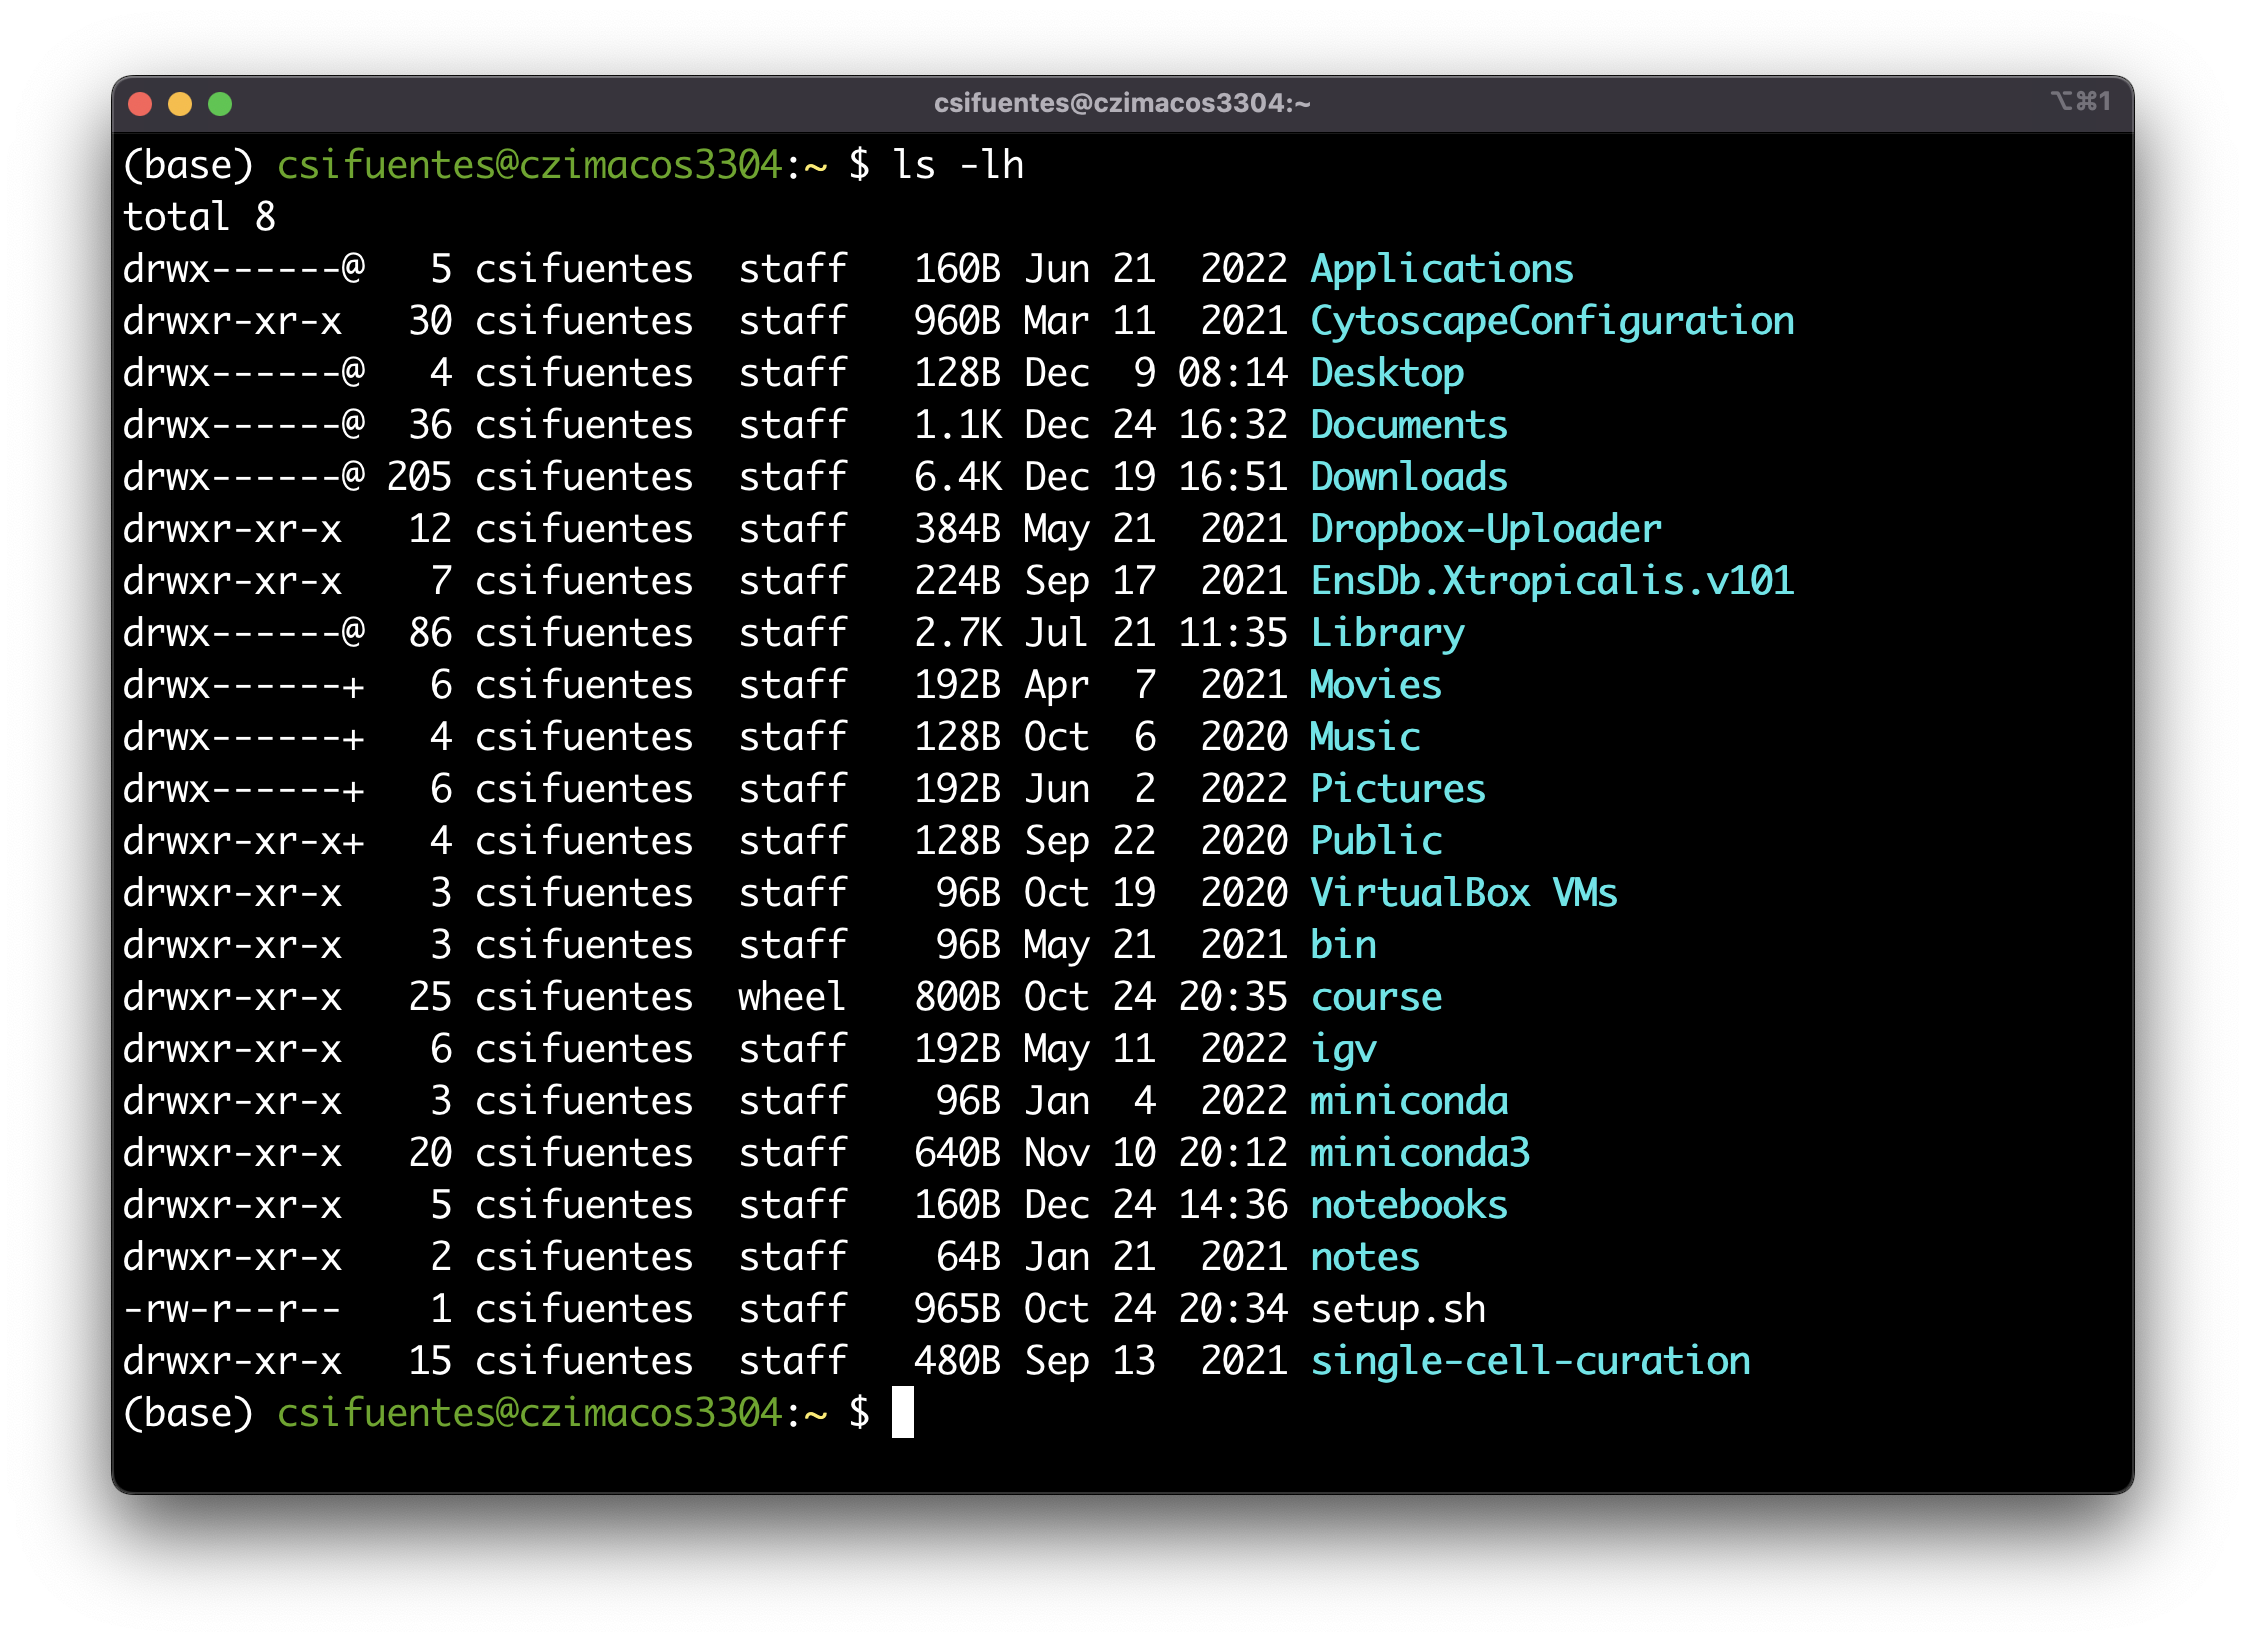 csifuentes@czimacos3304:~ ⌥⌘1
(base) csifuentes@czimacos3304:~ $ ls -lh
total 8
drwx------@   5 csifuentes  staff   160B Jun 21  2022 Applications
drwxr-xr-x   30 csifuentes  staff   960B Mar 11  2021 CytoscapeConfiguration
drwx------@   4 csifuentes  staff   128B Dec  9 08:14 Desktop
drwx------@  36 csifuentes  staff   1.1K Dec 24 16:32 Documents
drwx------@ 205 csifuentes  staff   6.4K Dec 19 16:51 Downloads
drwxr-xr-x   12 csifuentes  staff   384B May 21  2021 Dropbox-Uploader
drwxr-xr-x    7 csifuentes  staff   224B Sep 17  2021 EnsDb.Xtropicalis.v101
drwx------@  86 csifuentes  staff   2.7K Jul 21 11:35 Library
drwx------+   6 csifuentes  staff   192B Apr  7  2021 Movies
drwx------+   4 csifuentes  staff   128B Oct  6  2020 Music
drwx------+   6 csifuentes  staff   192B Jun  2  2022 Pictures
drwxr-xr-x+   4 csifuentes  staff   128B Sep 22  2020 Public
drwxr-xr-x    3 csifuentes  staff    96B Oct 19  2020 VirtualBox VMs
drwxr-xr-x    3 csifuentes  staff    96B May 21  2021 bin
drwxr-xr-x   25 csifuentes  wheel   800B Oct 24 20:35 course
drwxr-xr-x    6 csifuentes  staff   192B May 11  2022 igv
drwxr-xr-x    3 csifuentes  staff    96B Jan  4  2022 miniconda
drwxr-xr-x   20 csifuentes  staff   640B Nov 10 20:12 miniconda3
drwxr-xr-x    5 csifuentes  staff   160B Dec 24 14:36 notebooks
drwxr-xr-x    2 csifuentes  staff    64B Jan 21  2021 notes
-rw-r--r--    1 csifuentes  staff   965B Oct 24 20:34 setup.sh
drwxr-xr-x   15 csifuentes  staff   480B Sep 13  2021 single-cell-curation
(base) csifuentes@czimacos3304:~ $